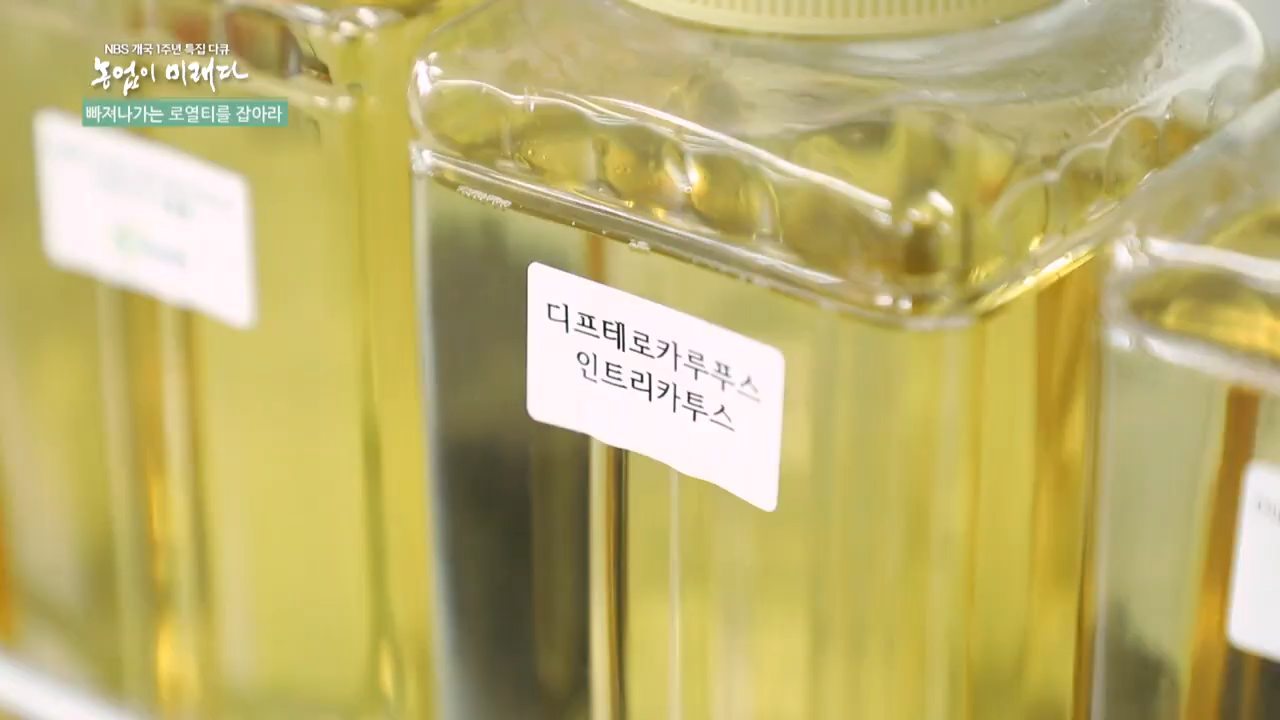 NBS 개국 1주년 특집 다큐
농업이 미래다
빠져나가는 로열티를 잡아라
디프테로카루푸스
인트리카투스